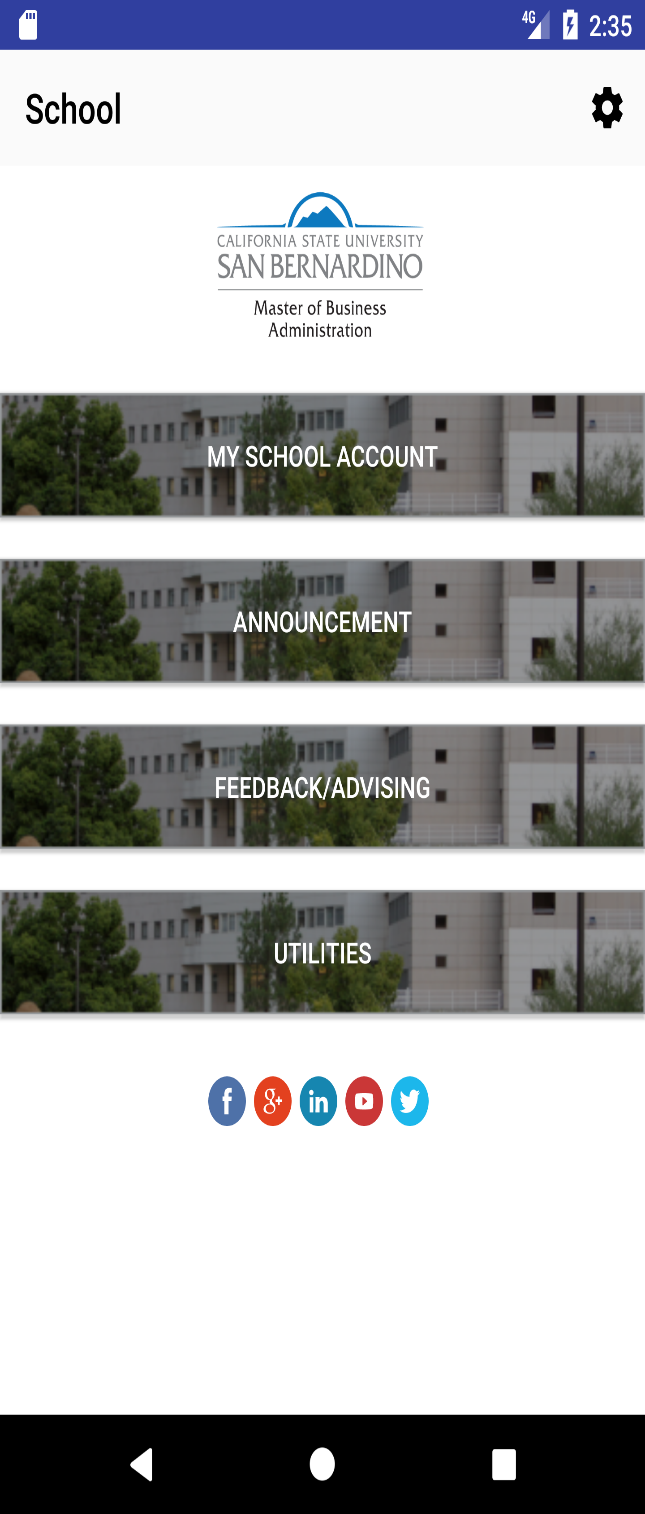 4G 2:35
School
CALIFORNIA STATE UNIVERSITY
SAN BERNARDINO
Master of Business
Administration
MY SCHOOL ACCOUNT
ANNOUNCEMENT
FEEDBACK/ADVISING
UTILITIES
f g+ in